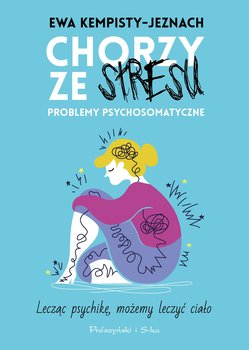 EWA KEMPISTY-JEZNACH
CHORZY
ZE STRESU
PROBLEMY PSYCHOSOMATYCZNE
Lecząc psychikę, możemy leczyć ciało
Prószyński i S-ka